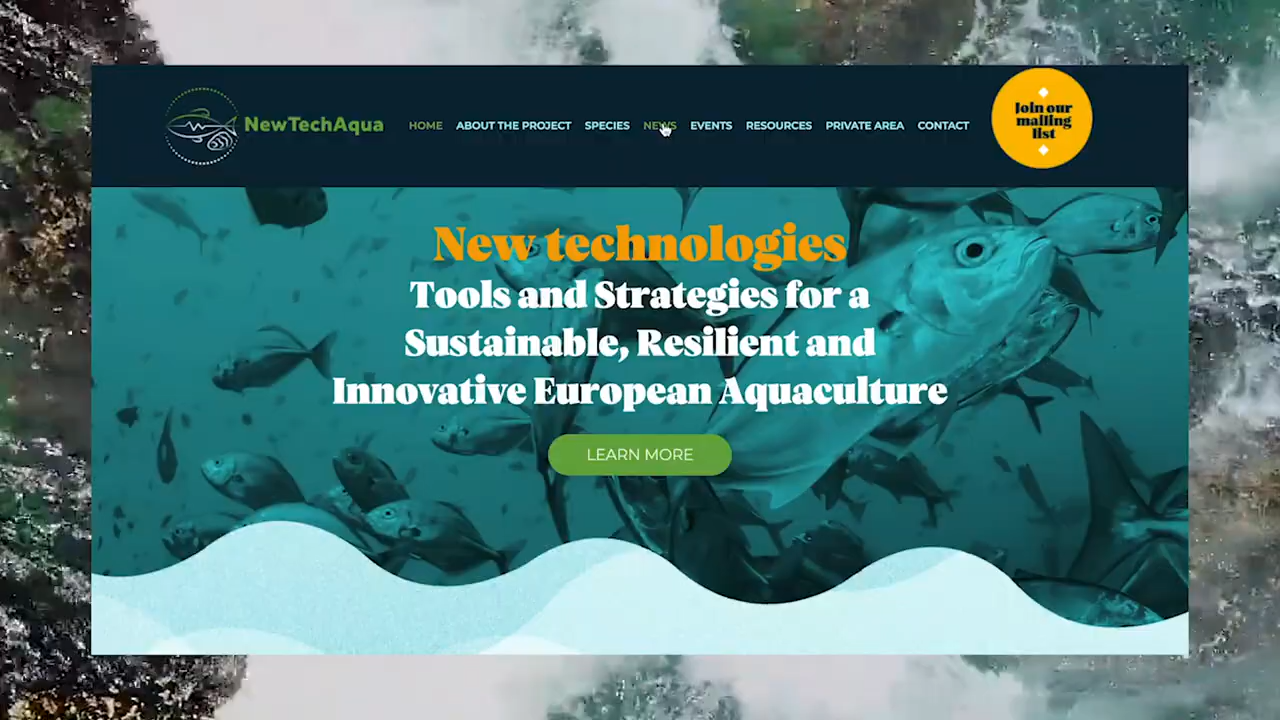 NewTechAqua
HOME ABOUT THE PROJECT SPECIES NEWS EVENTS RESOURCES PRIVATE AREA CONTACT
Join our
mailing
list
New technologies
Tools and Strategies for a
Sustainable, Resilient and
Innovative European Aquaculture
LEARN MORE